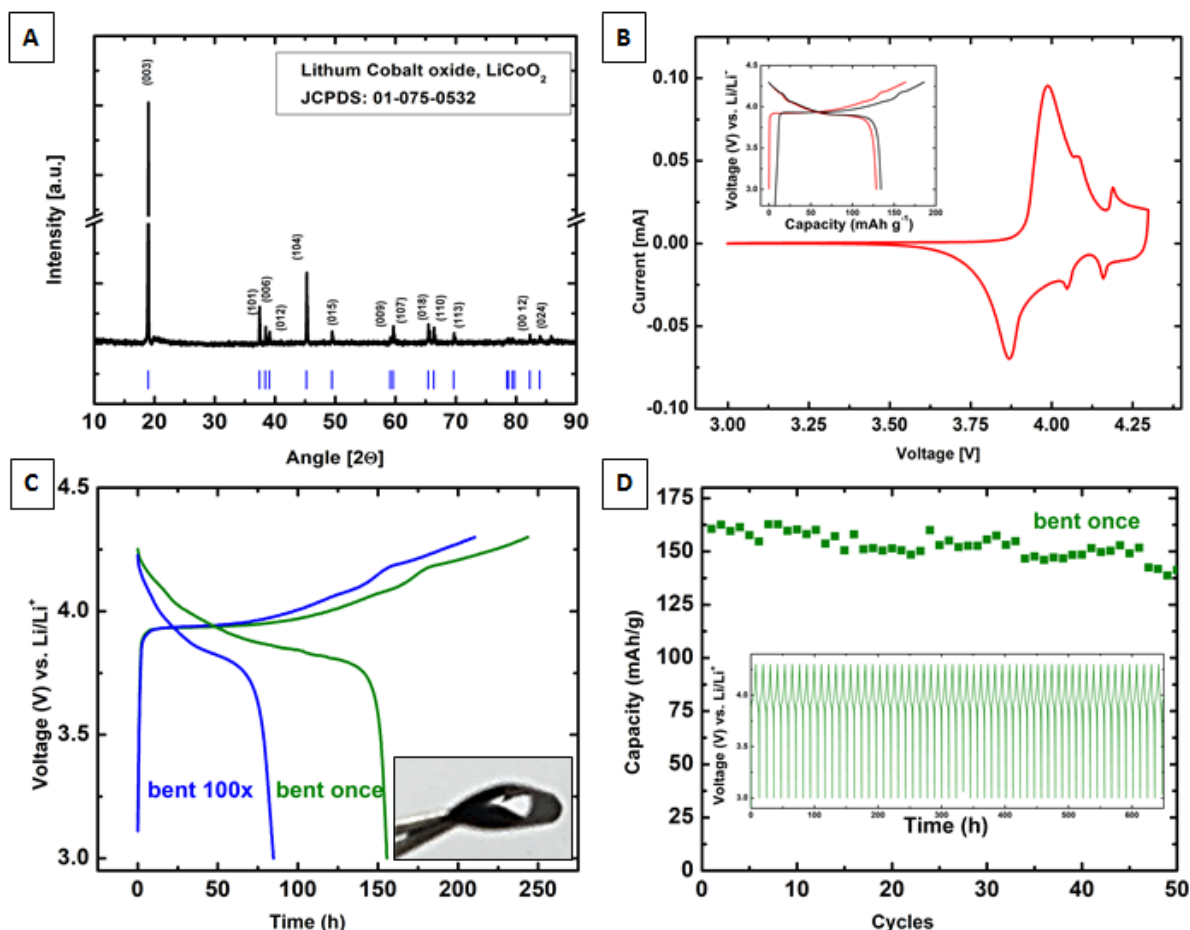 A
Lithum Cobalt oxide, LiCoO₂
JCPDS: 01-075-0532
(003)
(101)
(006)
(012)
(104)
(015)
(009)
(107)
(018)
(110)
(113)
(00 12)
(024)
Intensity [a.u.]
10 20 30 40 50 60 70 80 90
Angle [2Θ]
B
0.10
0.05
0.00
-0.05
-0.10
Current [mA]
3.00 3.25 3.50 3.75 4.00 4.25
Voltage [V]
Voltage (V) vs. Li/Li⁺
4.5
4.0
3.5
3.0
0 50 100 150 200
Capacity (mAh g⁻¹)
C
4.5
4.0
3.5
3.0
Voltage (V) vs. Li/Li⁺
bent 100x
bent once
0 50 100 150 200 250
Time (h)
D
175
150
125
100
75
50
25
0
Capacity (mAh/g)
bent once
Voltage (V) vs. Li/Li⁺
4.0
3.5
3.0
0 100 200 300 400 500 600
Time (h)
0 10 20 30 40 50
Cycles